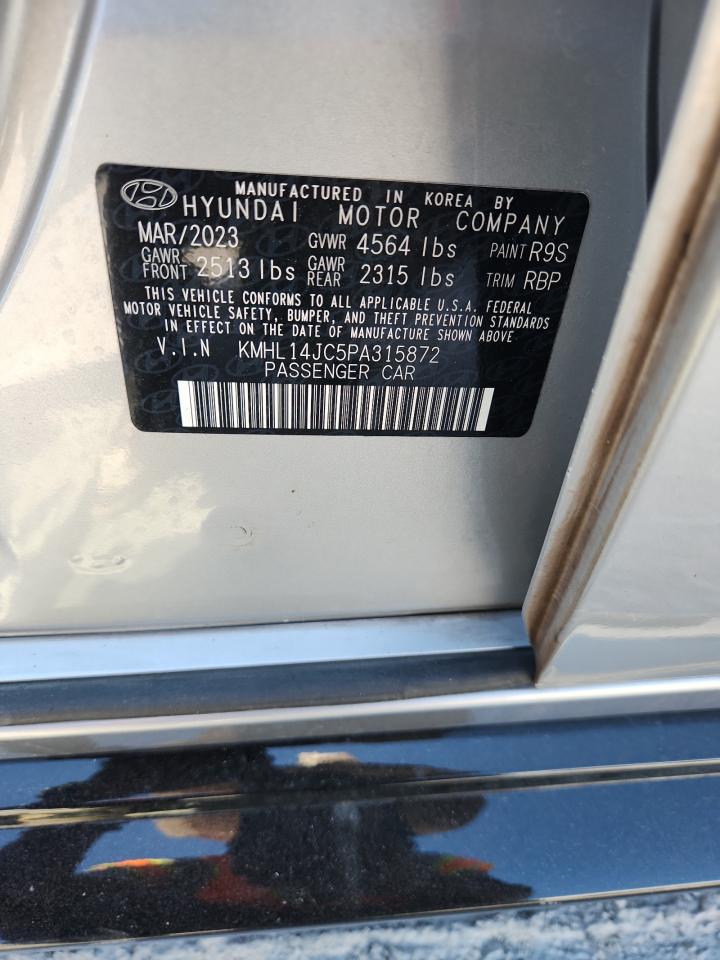 MANUFACTURED IN KOREA BY
HYUNDAI MOTOR COMPANY
MAR/2023 GVWR 4564 lbs PAINT R9S
GAWR FRONT 2513 lbs GAWR REAR 2315 lbs TRIM RBP
THIS VEHICLE CONFORMS TO ALL APPLICABLE U.S.A. FEDERAL
MOTOR VEHICLE SAFETY, BUMPER, AND THEFT PREVENTION STANDARDS
IN EFFECT ON THE DATE OF MANUFACTURE SHOWN ABOVE
V.I.N KMHL14JC5PA315872
PASSENGER CAR